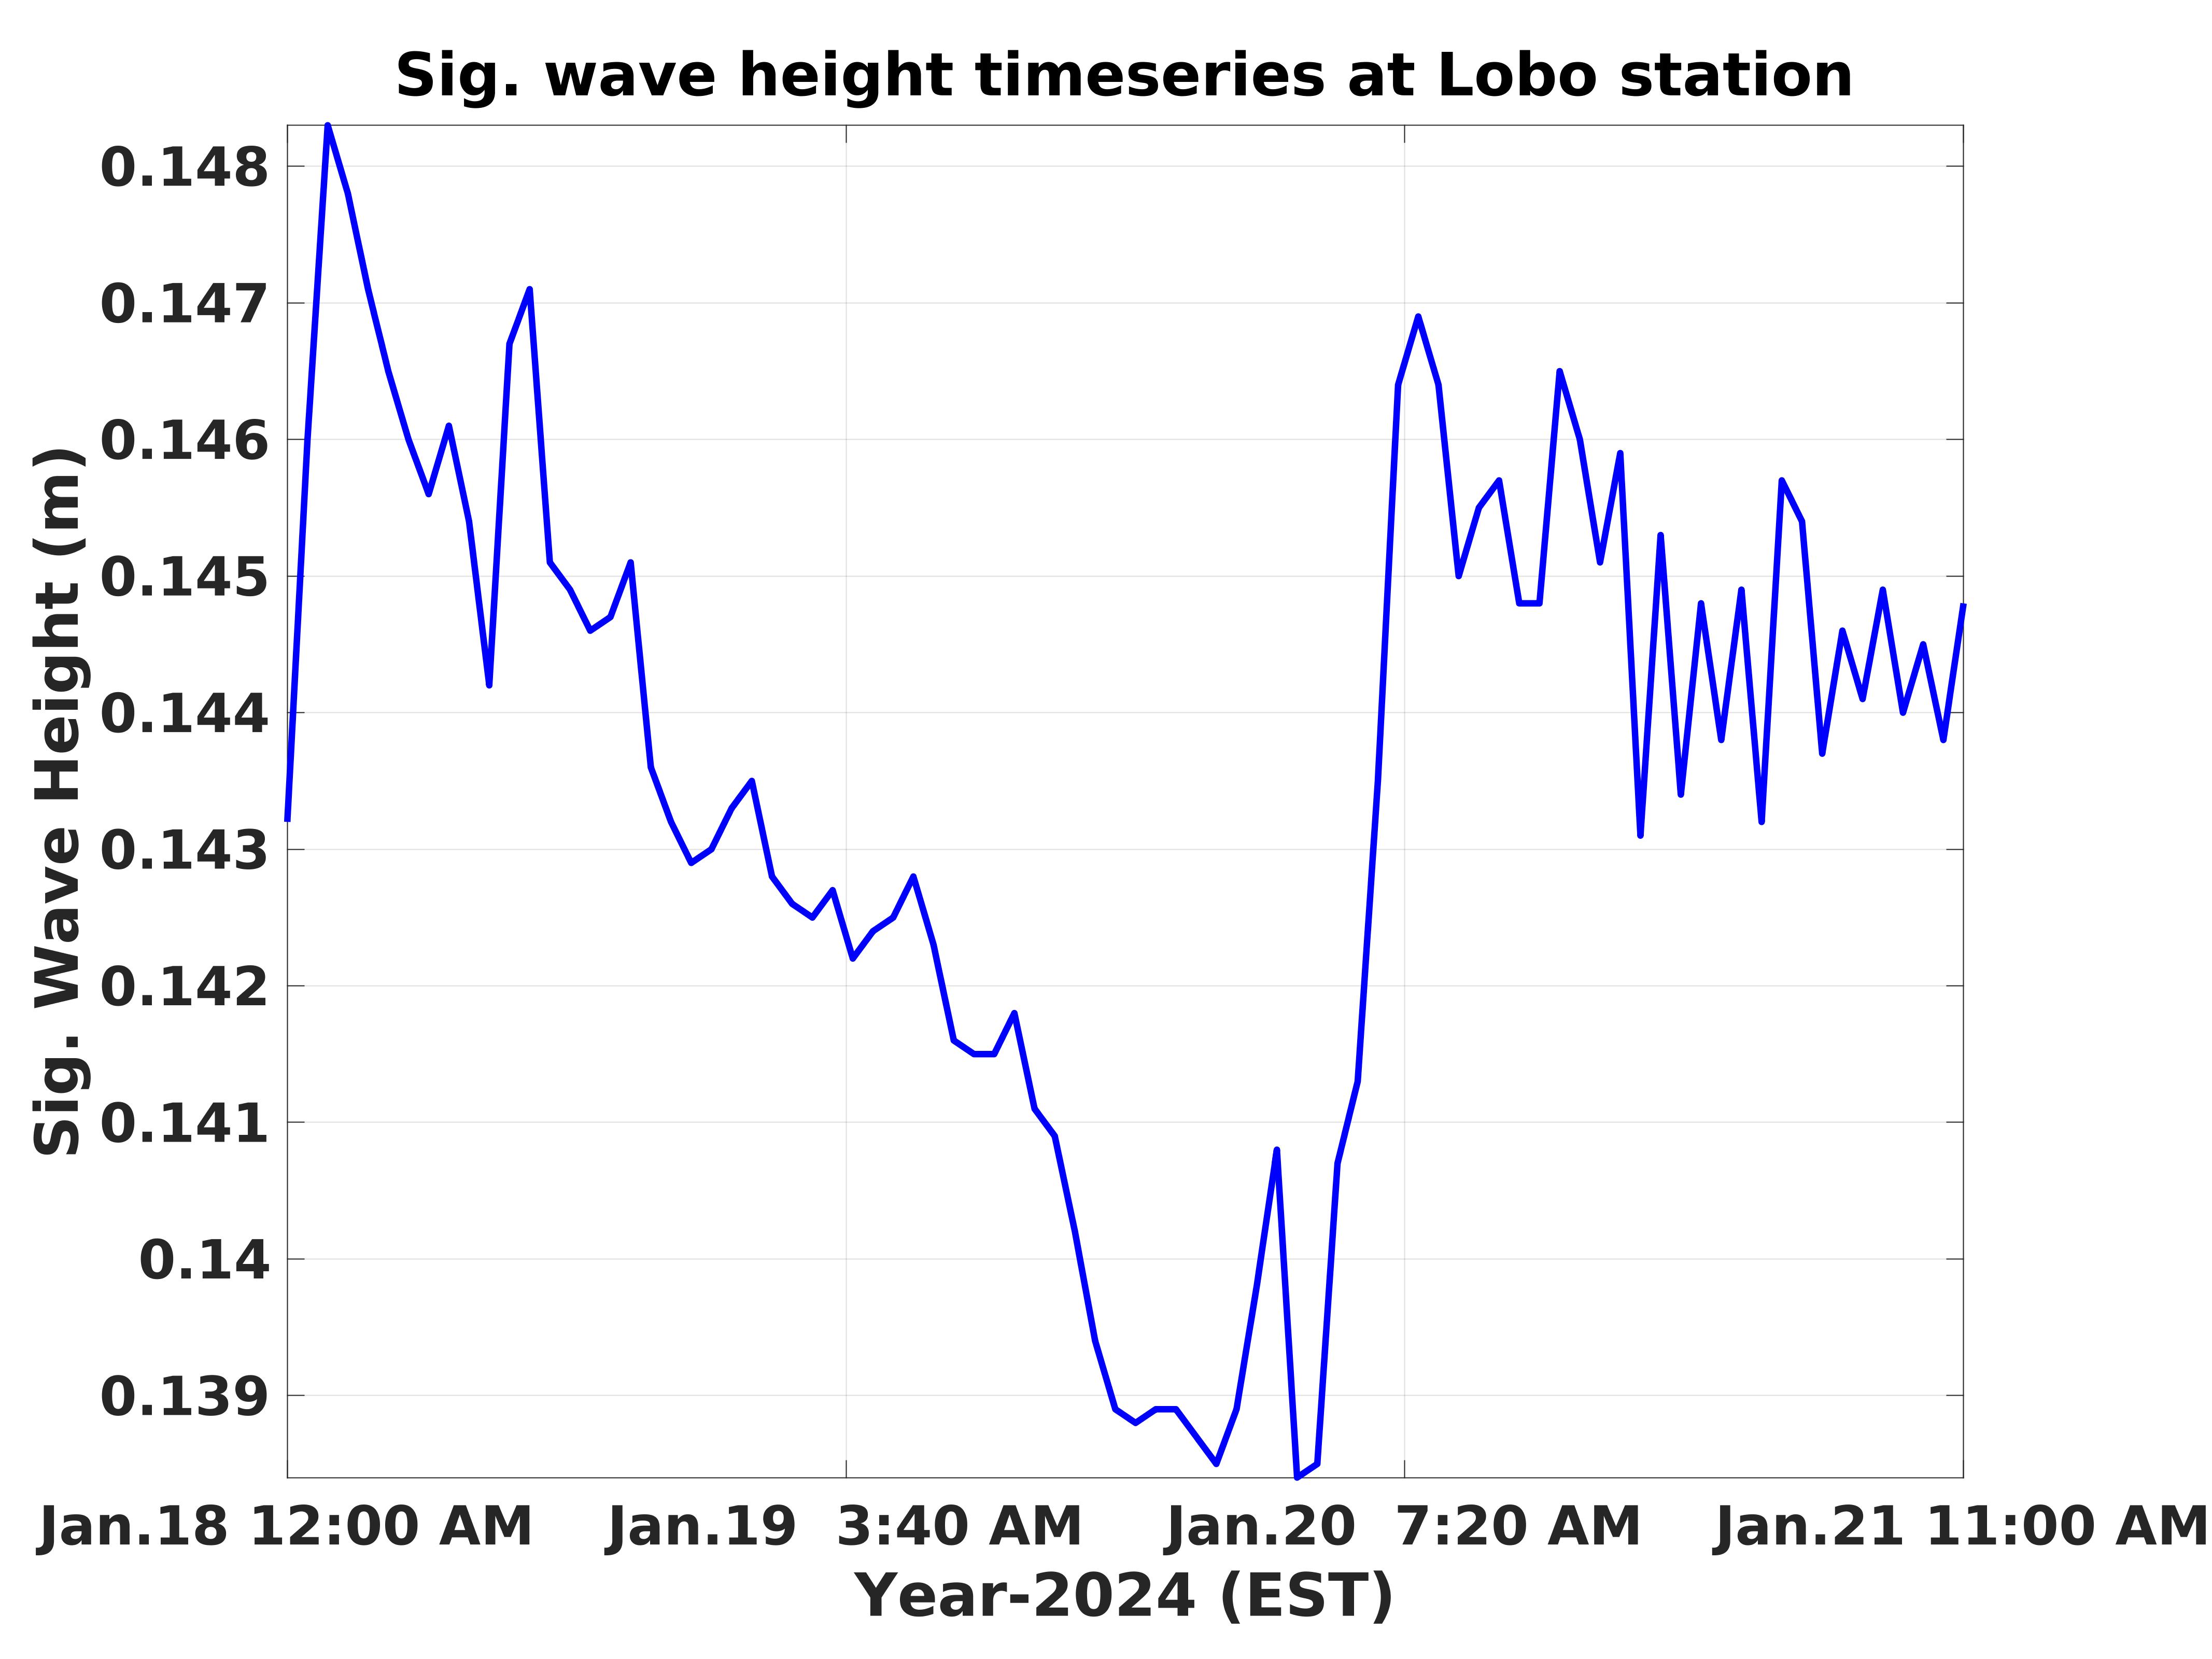 Sig. wave height timeseries at Lobo station
0.148
0.147
0.146
0.145
0.144
0.143
0.142
0.141
0.14
0.139
Sig. Wave Height (m)
Jan.18 12:00 AM Jan.19 3:40 AM Jan.20 7:20 AM Jan.21 11:00 AM
Year-2024 (EST)